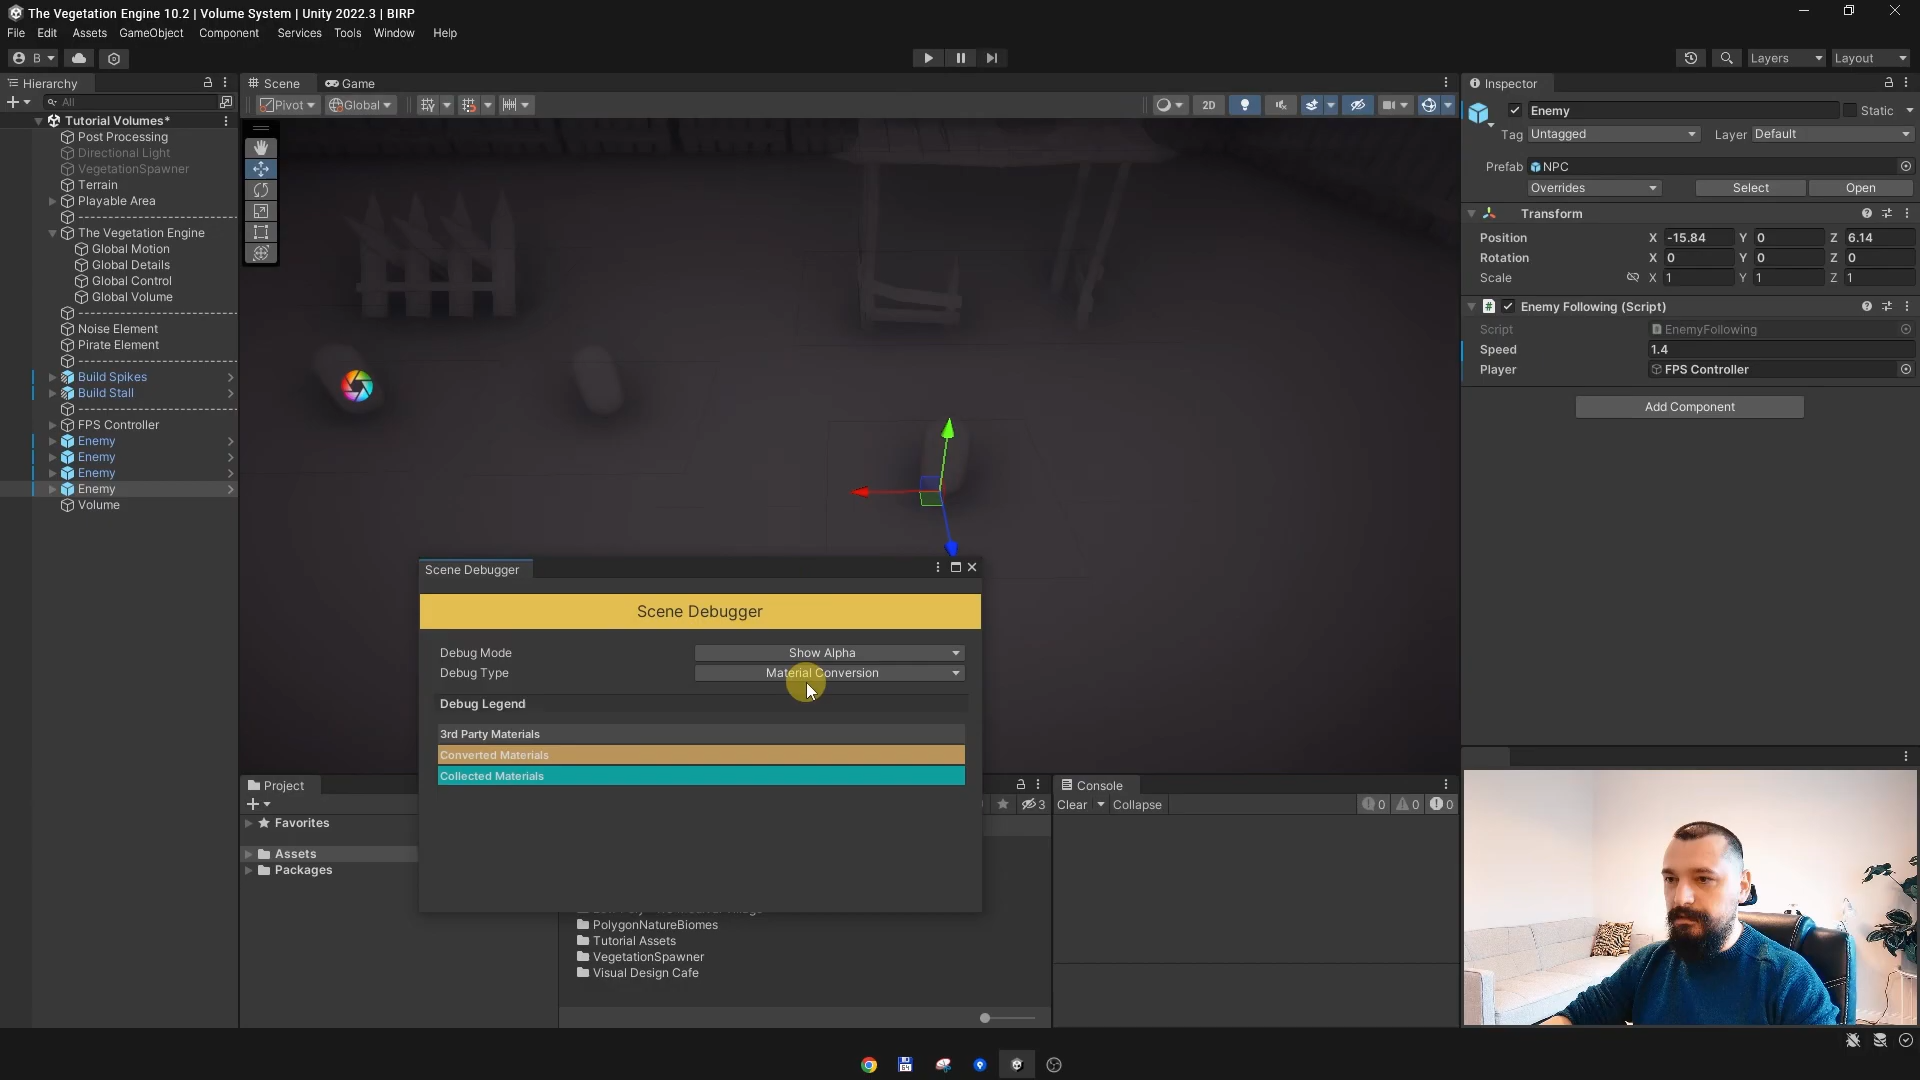 The Vegetation Engine 10.2 | Volume System | Unity 2022.3 | BIRP
File Edit Assets GameObject Component Services Tools Window Help
B
Layers Layout
Hierarchy
Scene Game
Inspector
All
Pivot Global
2D
Enemy
Static
Tutorial Volumes*
Tag Untagged Layer Default
Post Processing
Directional Light
VegetationSpawner
Prefab NPC
Terrain
Overrides Select Open
Playable Area
Transform
The Vegetation Engine
Position X -15.84 Y 0 Z 6.14
Global Motion
Rotation X 0 Y 0 Z 0
Global Details
Scale X 1 Y 1 Z 1
Global Control
Global Volume
Enemy Following (Script)
Noise Element
Script EnemyFollowing
Pirate Element
Speed 1.4
Player FPS Controller
Build Spikes
Build Stall
Add Component
FPS Controller
Enemy
Enemy
Enemy
Enemy
Volume
Scene Debugger
Scene Debugger
Debug Mode Show Alpha
Debug Type Material Conversion
Debug Legend
3rd Party Materials
Converted Materials
Collected Materials
Project
3
Console
Clear Collapse 0 0 0
Favorites
Assets
Packages
PolygonNatureBiomes
Tutorial Assets
VegetationSpawner
Visual Design Cafe